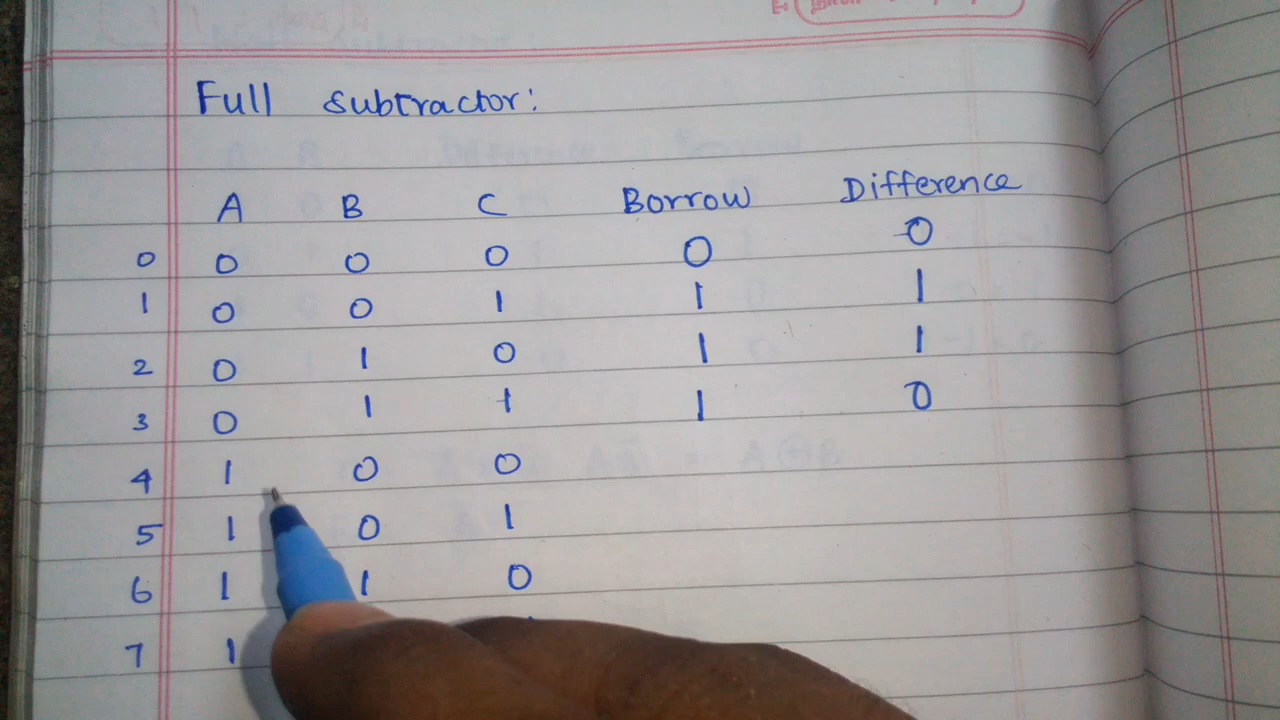 Full subtractor:
A B C Borrow Difference
0 0 0 0 0 0
1 0 0 1 1 1
2 0 1 0 1 1
3 0 1 1 1 0
4 1 0 0
5 1 0 1
6 1 1 0
7 1